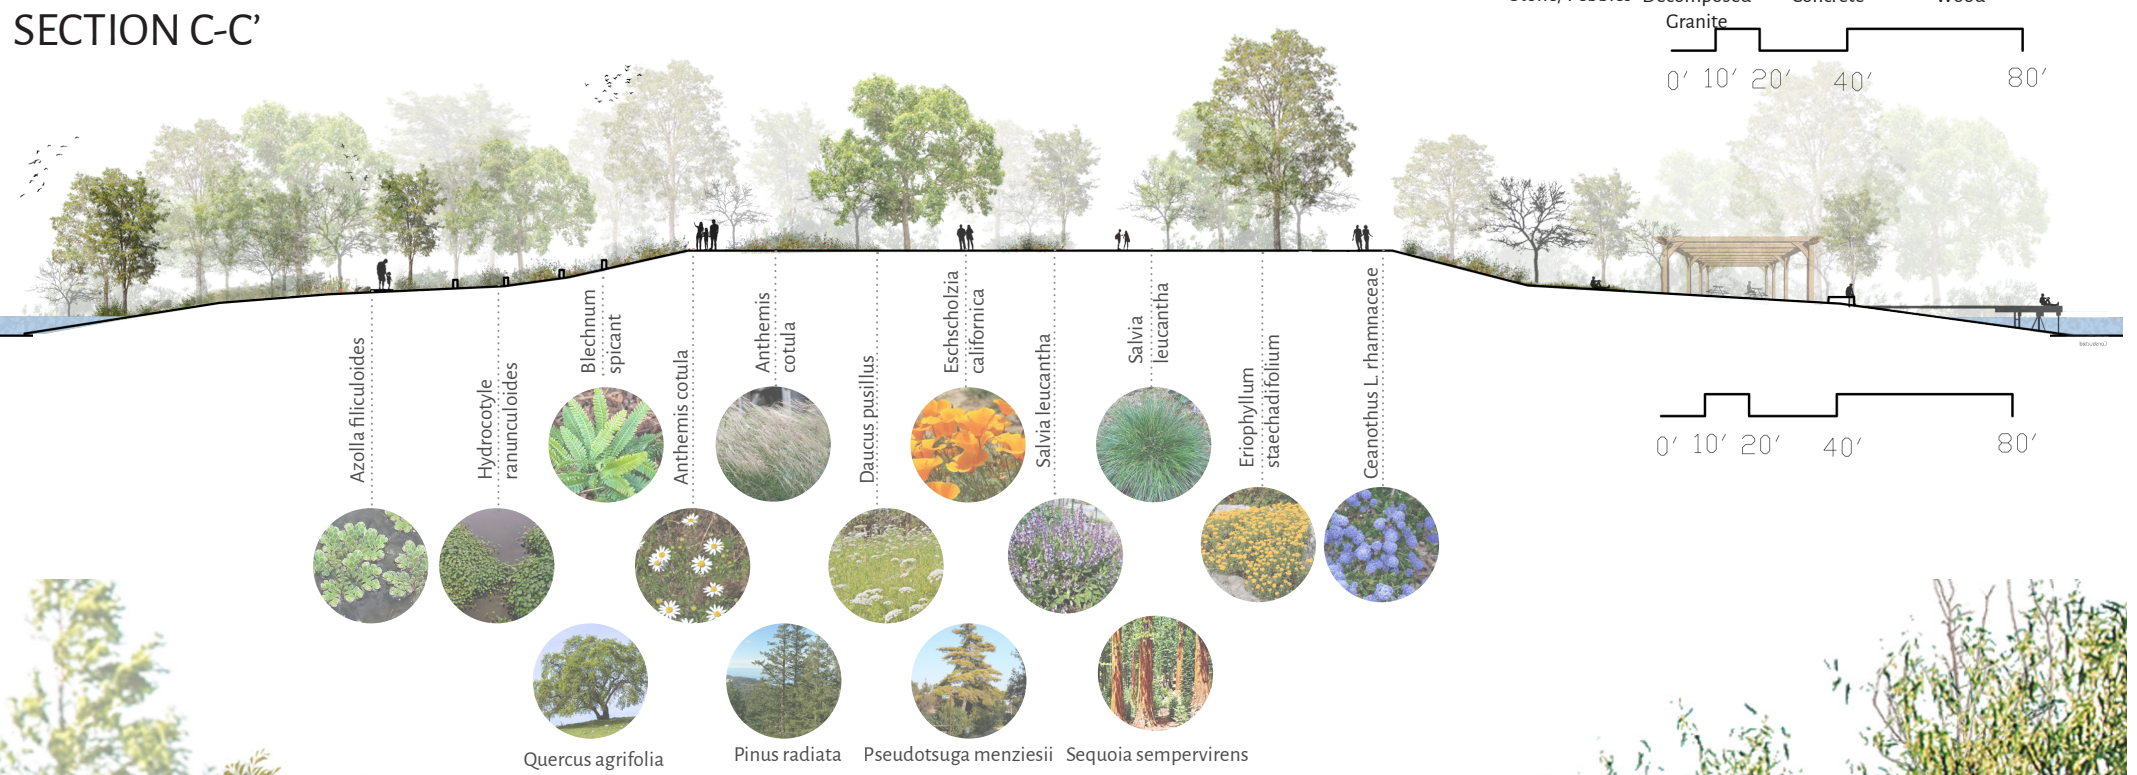 SECTION C-C’
Granite
0′ 10′ 20′ 40′ 80′
Azolla filiculoides
Hydrocotyle
ranunculoides
Blechnum
spicant
Anthemis cotula
Anthemis
cotula
Daucus pusillus
Eschscholzia
californica
Salvia leucantha
Salvia
leucantha
Eriophyllum
staechadifolium
Ceanothus L. rhamnaceae
0′ 10′ 20′ 40′ 80′
Quercus agrifolia
Pinus radiata
Pseudotsuga menziesii
Sequoia sempervirens